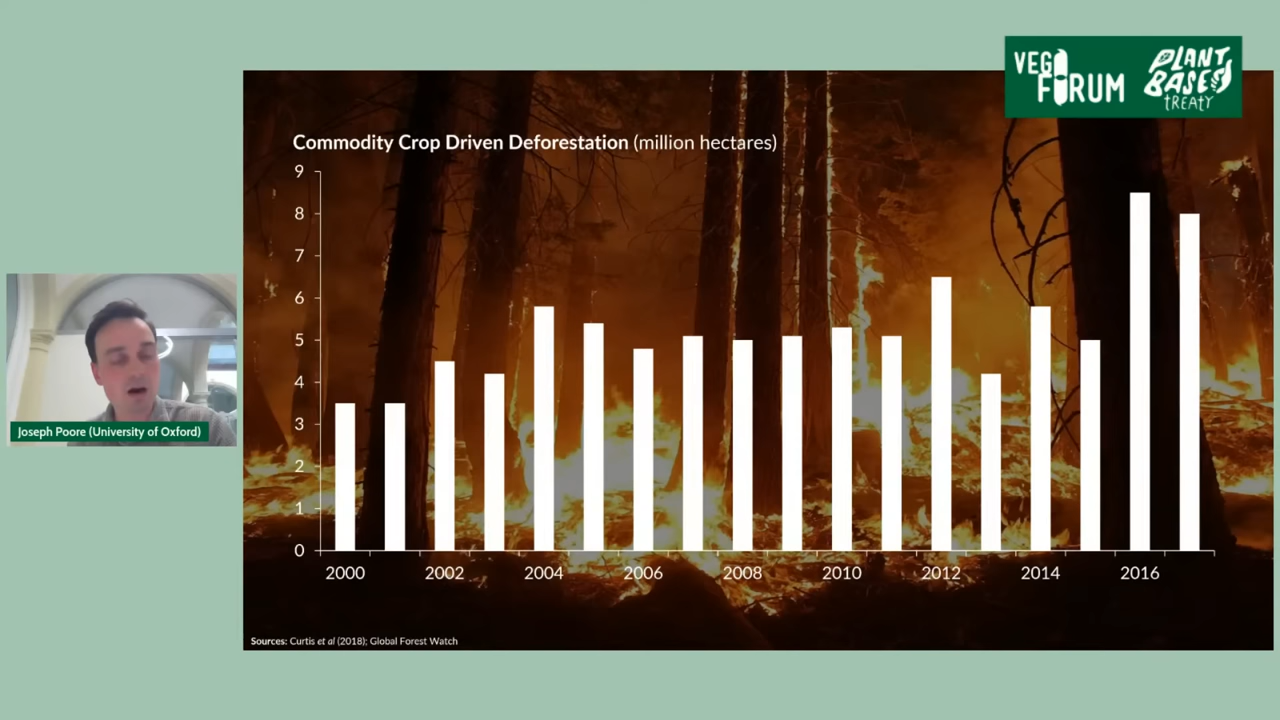 VEG FORUM
PLANT BASED TREATY
Commodity Crop Driven Deforestation (million hectares)
9
8
7
6
5
4
3
2
1
0
2000 2002 2004 2006 2008 2010 2012 2014 2016
Joseph Poore (University of Oxford)
Sources: Curtis et al (2018); Global Forest Watch